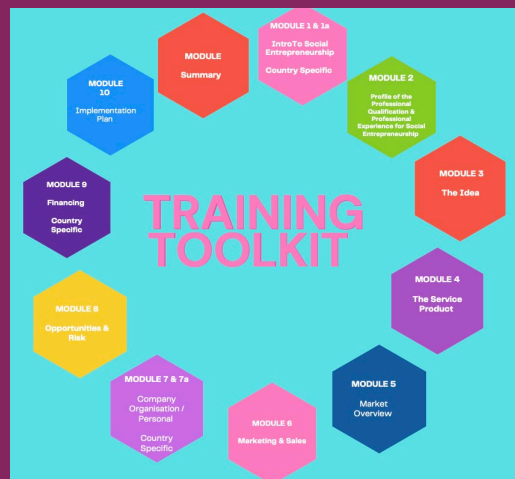 MODULE 1 & 1a
IntroTo Social
Entrepreneurship
Country Specific
MODULE 2
Profile of the
Professional
Qualification &
Professional
Experience for Social
Entrepreneurship
MODULE 3
The Idea
MODULE 4
The Service
Product
MODULE 5
Market
Overview
MODULE 6
Marketing & Sales
MODULE 7 & 7a
Company
Organisation /
Personal
Country
Specific
MODULE 8
Opportunities &
Risk
MODULE 9
Financing
Country
Specific
MODULE
10
Implementation
Plan
MODULE
Summary
TRAINING
TOOLKIT